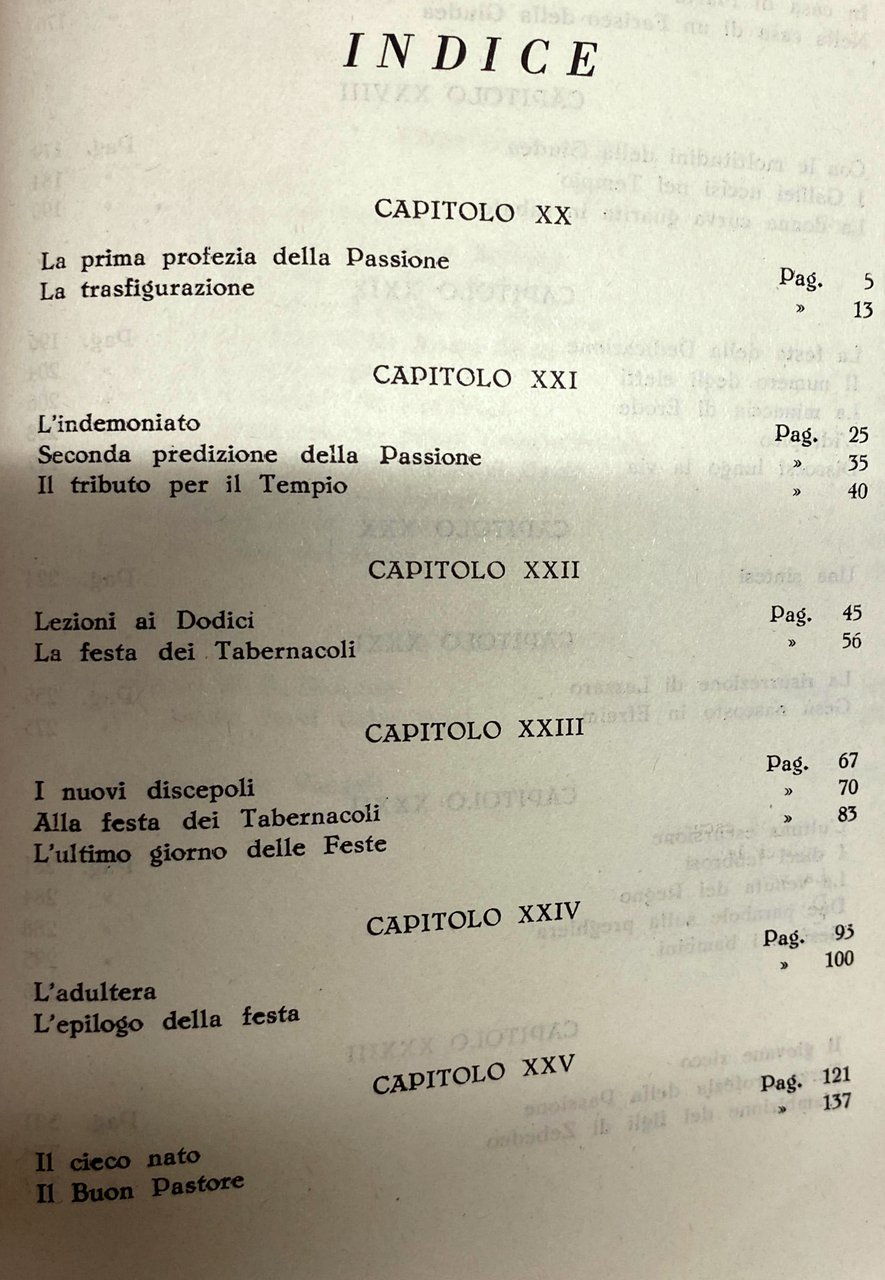 INDICE
CAPITOLO XX
La prima profezia della Passione Pag. 5
La trasfigurazione » 13
CAPITOLO XXI
L'indemoniato Pag. 25
Seconda predizione della Passione » 35
Il tributo per il Tempio » 40
CAPITOLO XXII
Lezioni ai Dodici Pag. 45
La festa dei Tabernacoli » 56
CAPITOLO XXIII
I nuovi discepoli Pag. 67
Alla festa dei Tabernacoli » 70
L'ultimo giorno delle Feste » 83
CAPITOLO XXIV
L'adultera Pag. 93
L'epilogo della festa » 100
CAPITOLO XXV
Il cieco nato Pag. 121
Il Buon Pastore » 137